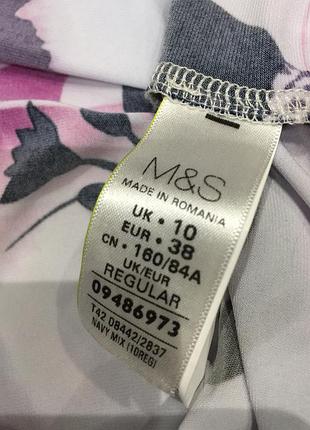 M&S
MADE IN ROMANIA
UK • 10
EUR • 38
CN • 160/84A
UK/EUR
REGULAR
09486973
T42 08442/2837
NAVY MIX (10REG)